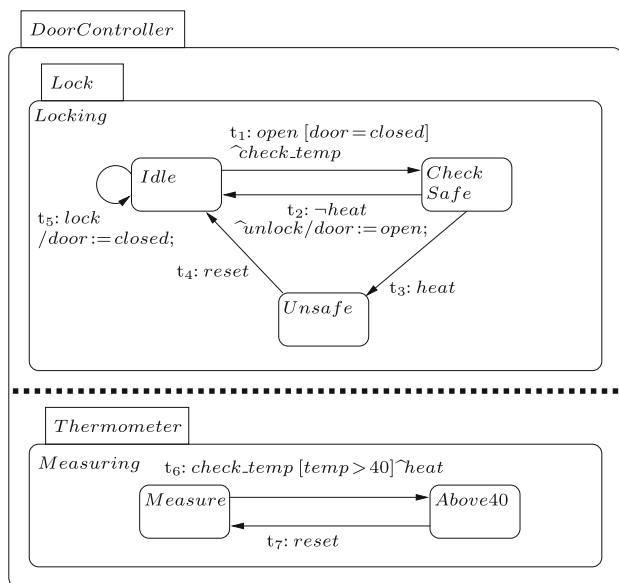 DoorController
Lock
Locking
t₁: open [door=closed]
^check_temp
Idle
Check
Safe
t₂: ¬heat
^unlock/door:=open;
t₅: lock
/door:=closed;
t₄: reset
t₃: heat
Unsafe
Thermometer
Measuring
t₆: check_temp [temp>40]^heat
Measure
Above40
t₇: reset